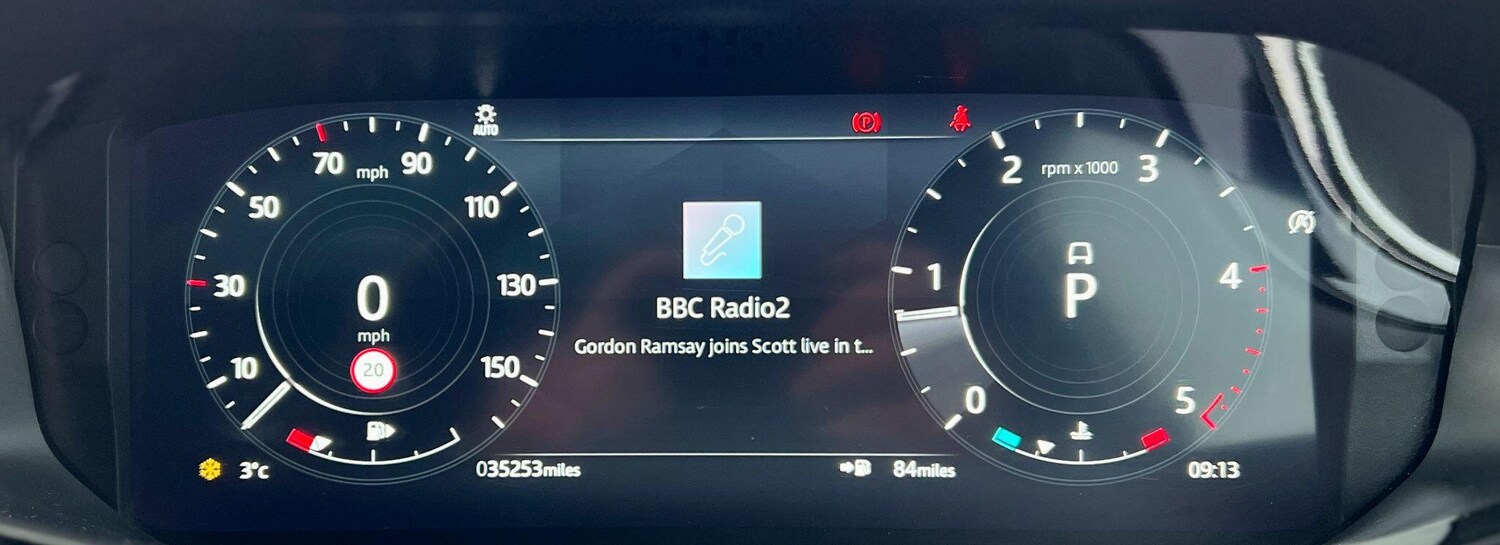 AUTO
P
70 mph 90
50 110
30 130
10 150
0
mph
20
BBC Radio2
Gordon Ramsay joins Scott live in t...
2 rpm x 1000 3
1 4
0 5
P
A
3°c
035253miles
84miles
09:13